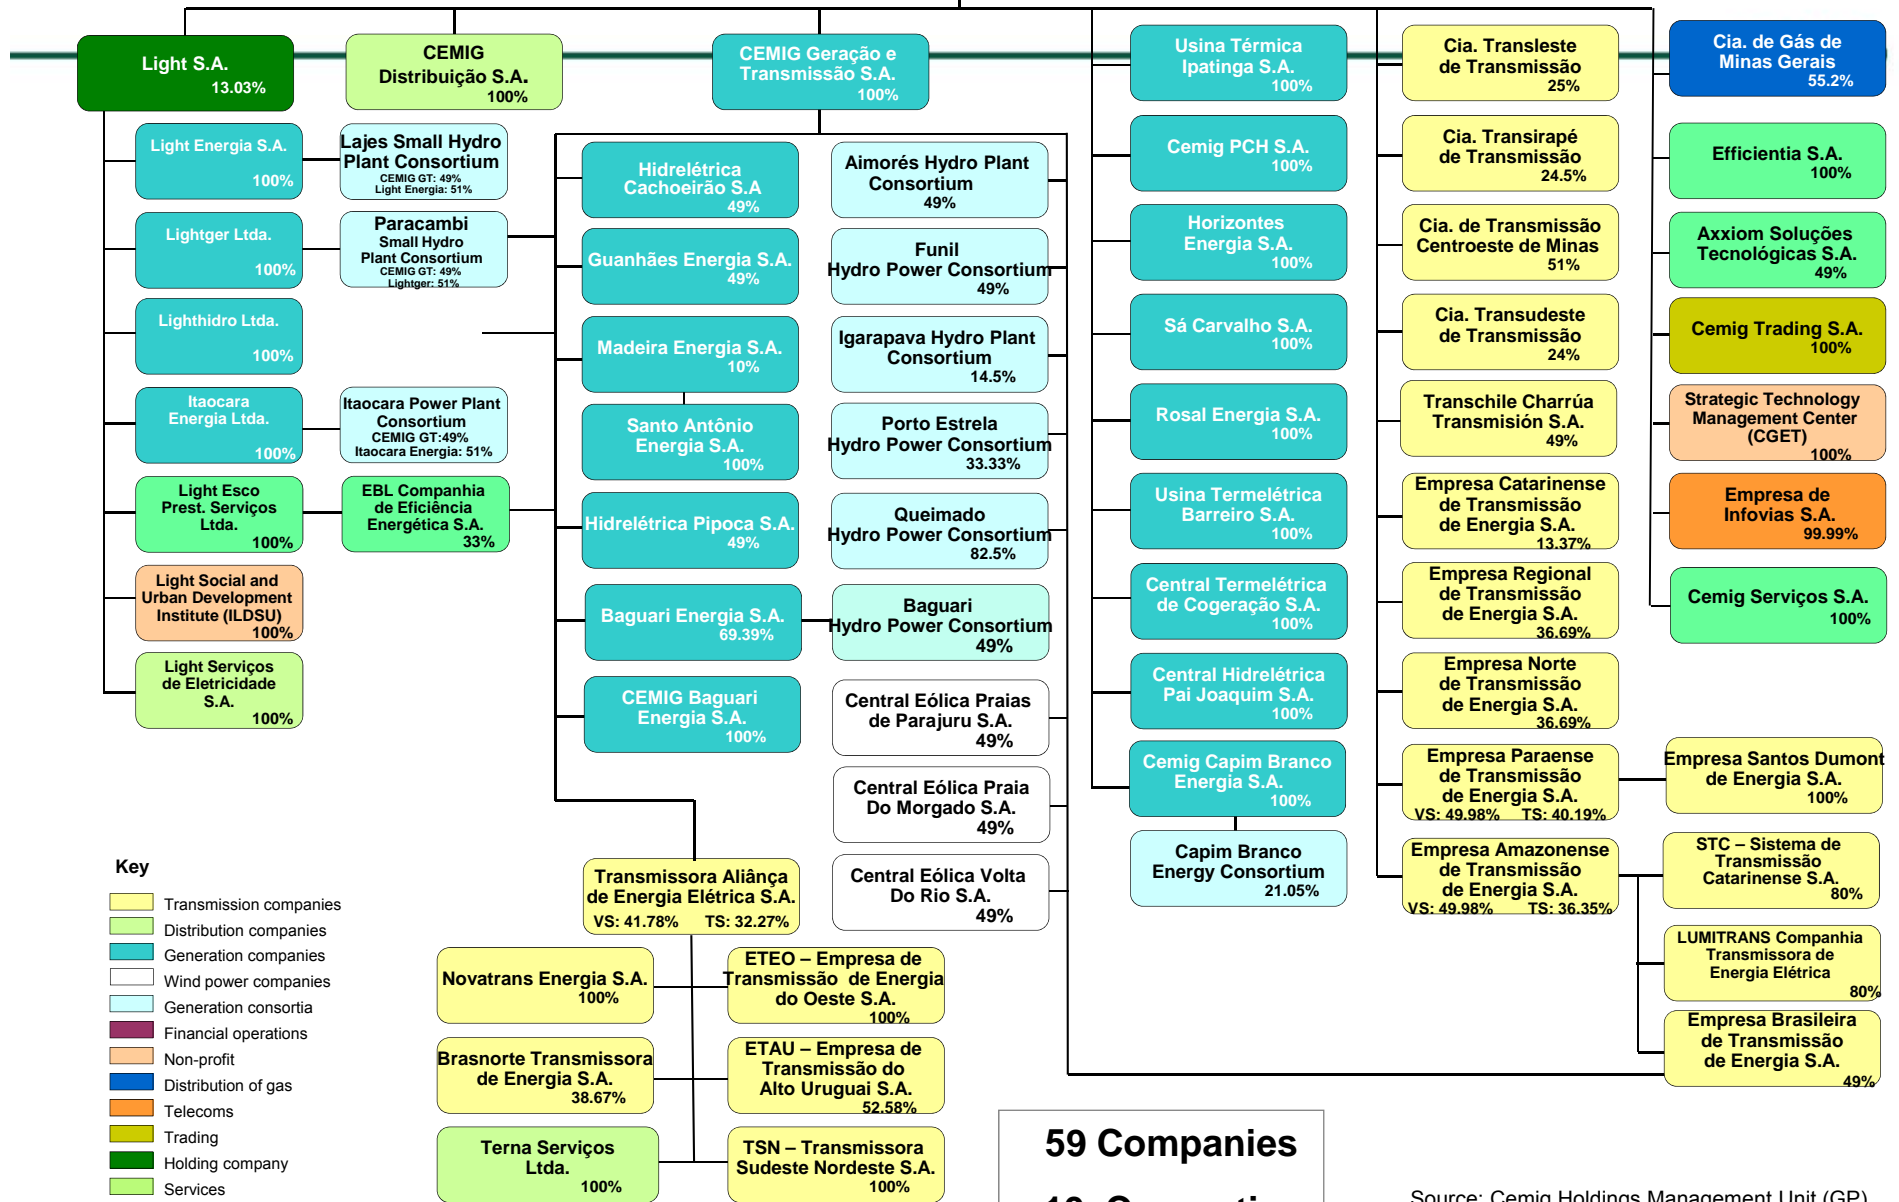 Light S.A.
13.03%
CEMIG
Distribuição S.A.
100%
CEMIG Geração e
Transmissão S.A.
100%
Usina Térmica
Ipatinga S.A.
100%
Cia. Transleste
de Transmissão
25%
Cia. de Gás de
Minas Gerais
55.2%
Light Energia S.A.
100%
Lajes Small Hydro
Plant Consortium
CEMIG GT: 49%
Light Energia: 51%
Lightger Ltda.
100%
Paracambi
Small Hydro
Plant Consortium
CEMIG GT: 49%
Lightger: 51%
Lighthidro Ltda.
100%
Itaocara
Energia Ltda.
100%
Itaocara Power Plant
Consortium
CEMIG GT:49%
Itaocara Energia: 51%
Light Esco
Prest. Serviços
Ltda.
100%
EBL Companhia
de Eficiência
Energética S.A.
33%
Light Social and
Urban Development
Institute (ILDSU)
100%
Light Serviços
de Eletricidade
S.A.
100%
Hidrelétrica
Cachoeirão S.A
49%
Guanhães Energia S.A.
49%
Madeira Energia S.A.
10%
Santo Antônio
Energia S.A.
100%
Hidrelétrica Pipoca S.A.
49%
Baguari Energia S.A.
69.39%
CEMIG Baguari
Energia S.A.
100%
Aimorés Hydro Plant
Consortium
49%
Funil
Hydro Power Consortium
49%
Igarapava Hydro Plant
Consortium
14.5%
Porto Estrela
Hydro Power Consortium
33.33%
Queimado
Hydro Power Consortium
82.5%
Baguari
Hydro Power Consortium
49%
Central Eólica Praias
de Parajuru S.A.
49%
Central Eólica Praia
Do Morgado S.A.
49%
Central Eólica Volta
Do Rio S.A.
49%
Cemig PCH S.A.
100%
Horizontes
Energia S.A.
100%
Sá Carvalho S.A.
100%
Rosal Energia S.A.
100%
Usina Termelétrica
Barreiro S.A.
100%
Central Termelétrica
de Cogeração S.A.
100%
Central Hidrelétrica
Pai Joaquim S.A.
100%
Cemig Capim Branco
Energia S.A.
100%
Capim Branco
Energy Consortium
21.05%
Cia. Transirapé
de Transmissão
24.5%
Cia. de Transmissão
Centroeste de Minas
51%
Cia. Transudeste
de Transmissão
24%
Transchile Charrúa
Transmisión S.A.
49%
Empresa Catarinense
de Transmissão
de Energia S.A.
13.37%
Empresa Regional
de Transmissão
de Energia S.A.
36.69%
Empresa Norte
de Transmissão
de Energia S.A.
36.69%
Empresa Paraense
de Transmissão
de Energia S.A.
VS: 49.98% TS: 40.19%
Empresa Amazonense
de Transmissão
de Energia S.A.
VS: 49.98% TS: 36.35%
Efficientia S.A.
100%
Axxiom Soluções
Tecnológicas S.A.
49%
Cemig Trading S.A.
100%
Strategic Technology
Management Center
(CGET)
100%
Empresa de
Infovias S.A.
99.99%
Cemig Serviços S.A.
100%
Empresa Santos Dumont
de Energia S.A.
100%
STC – Sistema de
Transmissão
Catarinense S.A.
80%
LUMITRANS Companhia
Transmissora de
Energia Elétrica
80%
Empresa Brasileira
de Transmissão
de Energia S.A.
49%
Transmissora Aliânça
de Energia Elétrica S.A.
VS: 41.78% TS: 32.27%
Novatrans Energia S.A.
100%
ETEO – Empresa de
Transmissão de Energia
do Oeste S.A.
100%
Brasnorte Transmissora
de Energia S.A.
38.67%
ETAU – Empresa de
Transmissão do
Alto Uruguai S.A.
52.58%
Terna Serviços
Ltda.
100%
TSN – Transmissora
Sudeste Nordeste S.A.
100%
Key
Transmission companies
Distribution companies
Generation companies
Wind power companies
Generation consortia
Financial operations
Non-profit
Distribution of gas
Telecoms
Trading
Holding company
Services
59 Companies
Source: Cemig Holdings Management Unit (GP)